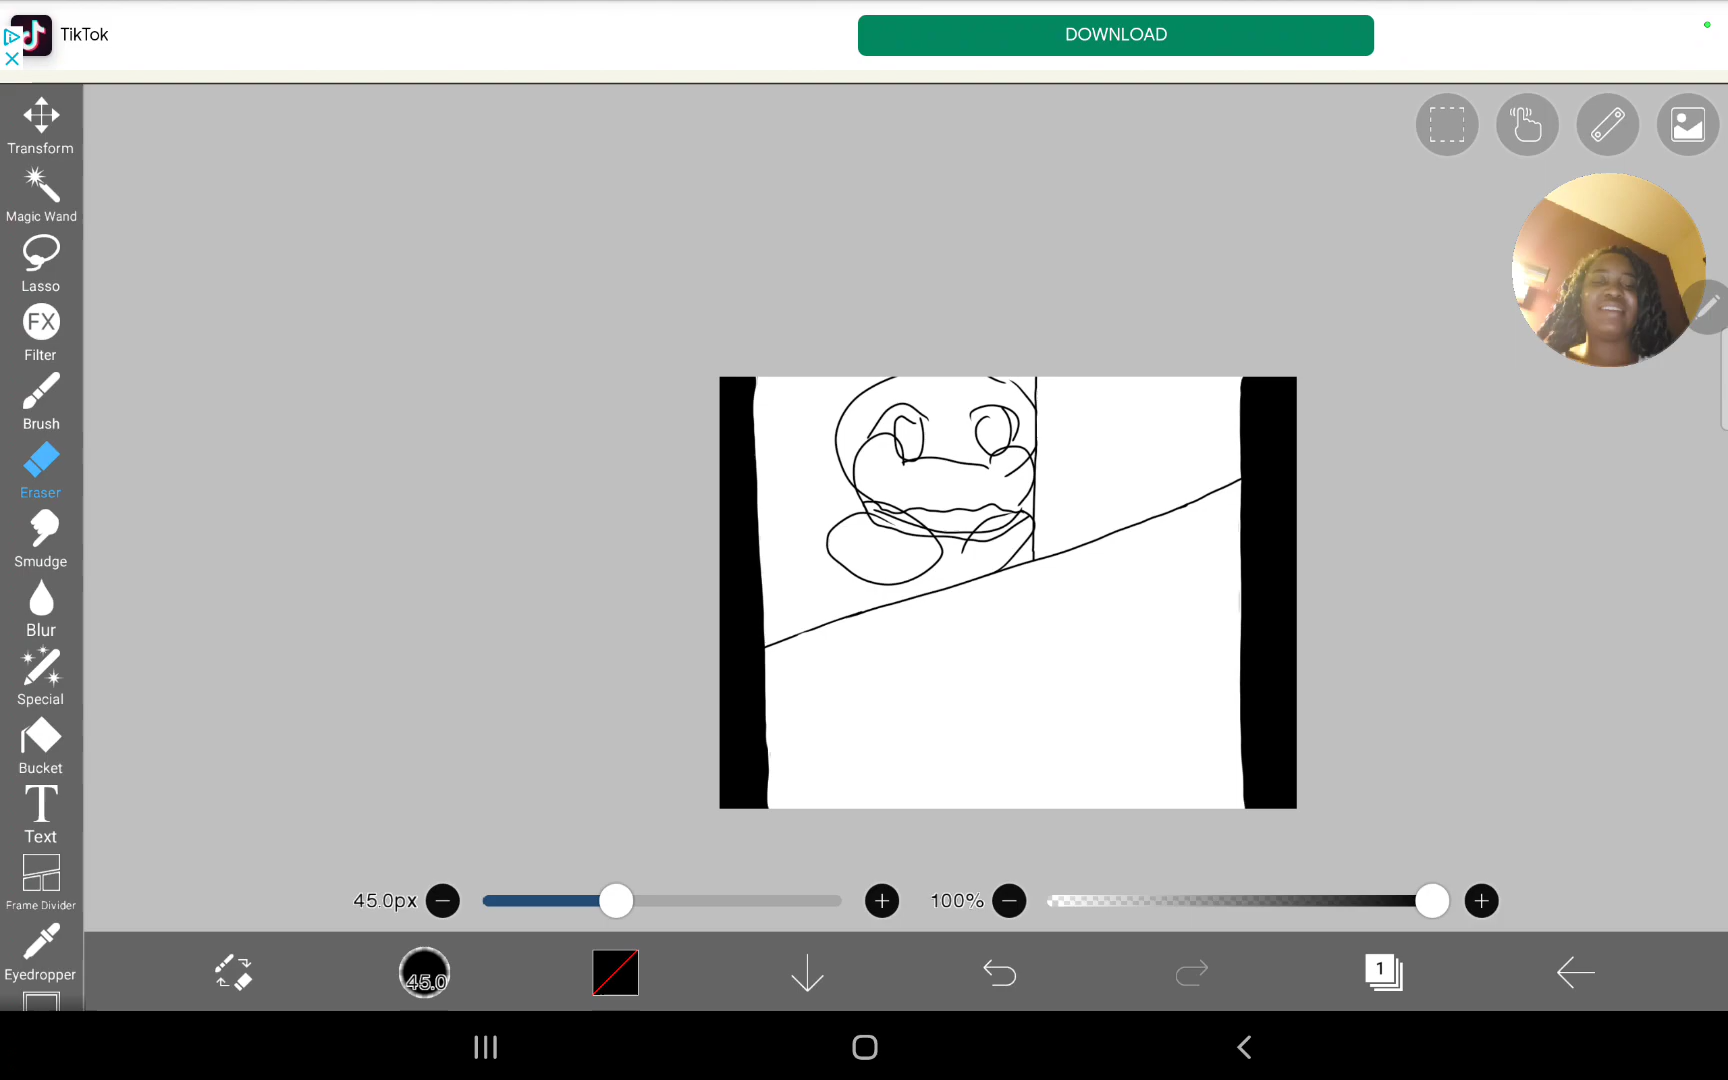 TikTok
DOWNLOAD
Transform
Magic Wand
Lasso
FX
Filter
Brush
Eraser
Smudge
Blur
Special
Bucket
T
Text
Frame Divider
Eyedropper
45.0px
100%
45.0
1